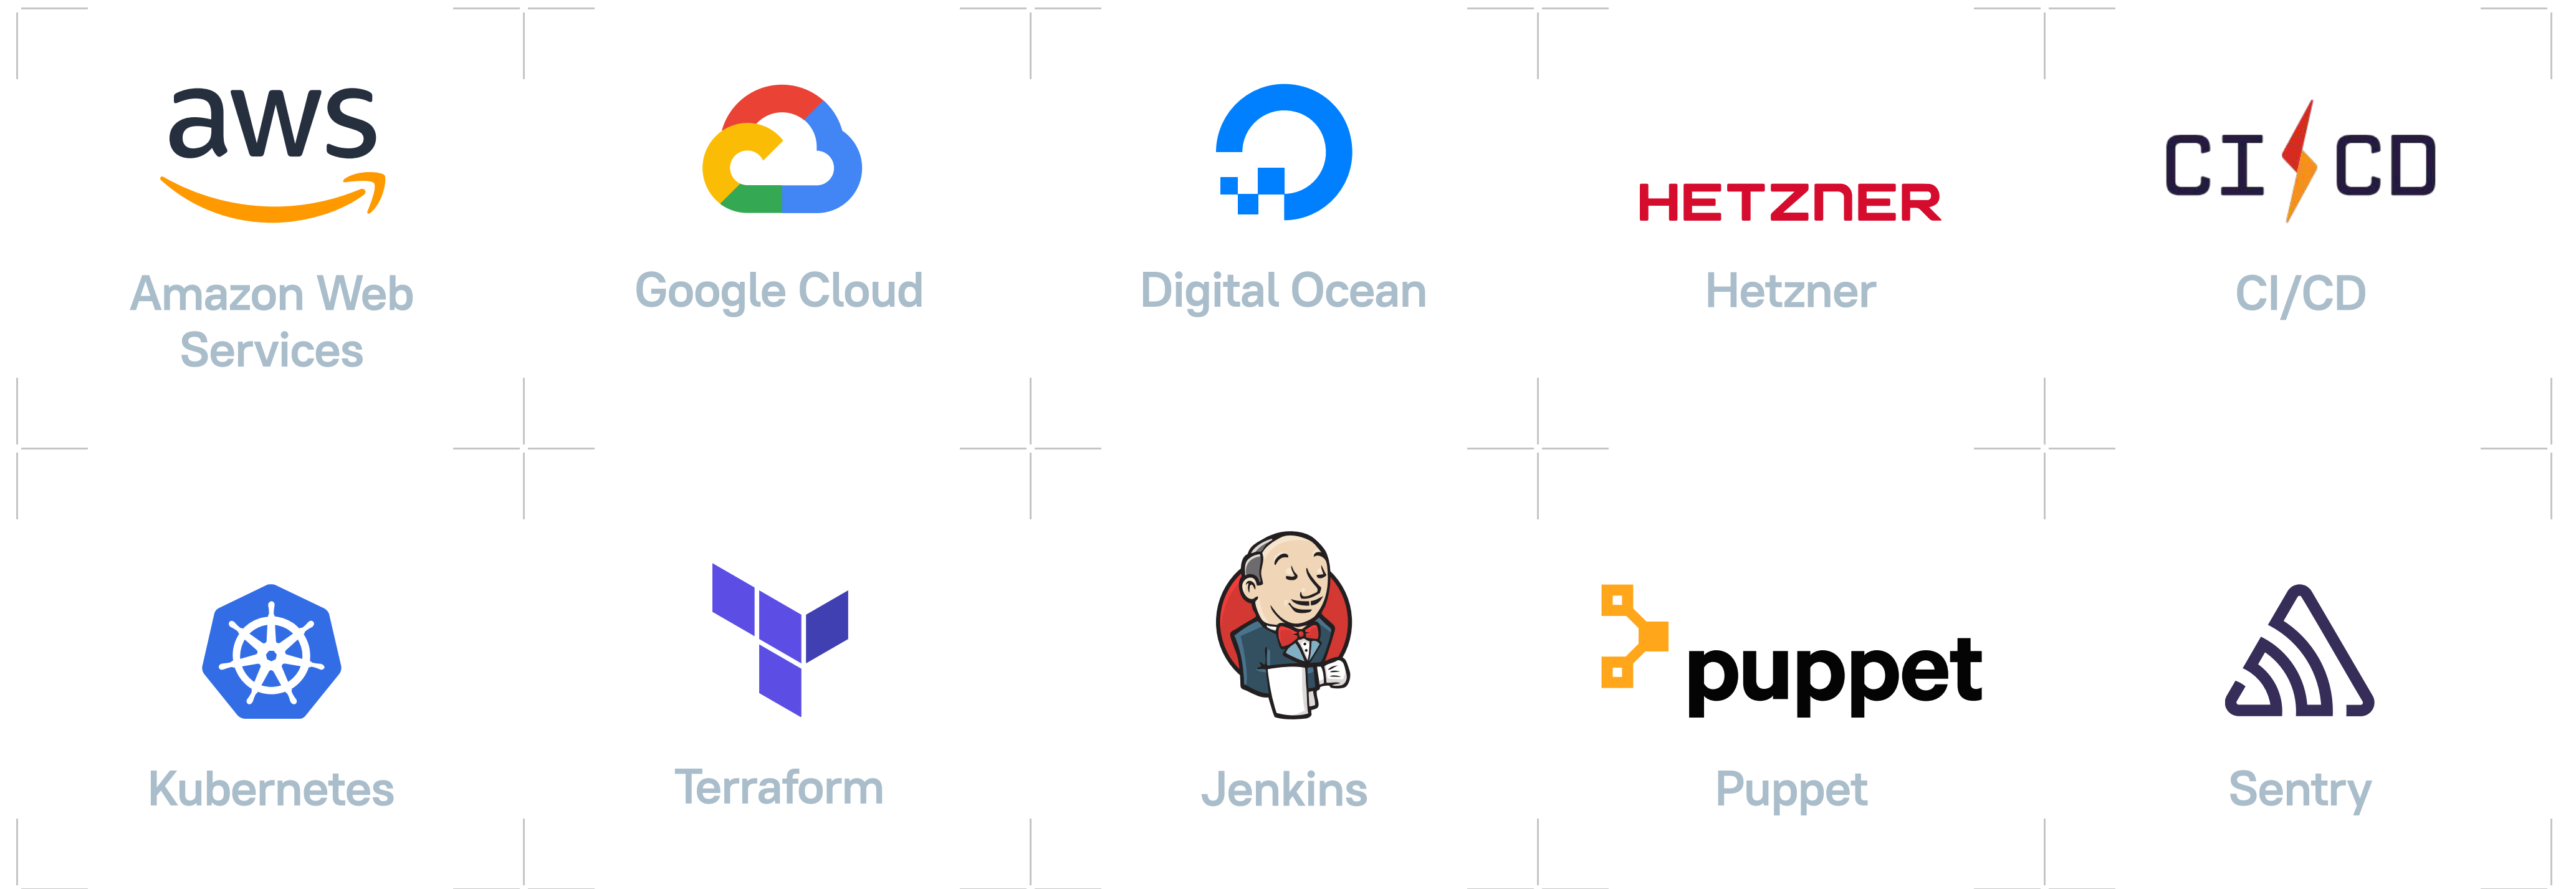 aws
Amazon Web
Services
Google Cloud
Digital Ocean
HETZNER
Hetzner
CI CD
CI/CD
Kubernetes
Terraform
Jenkins
puppet
Puppet
Sentry